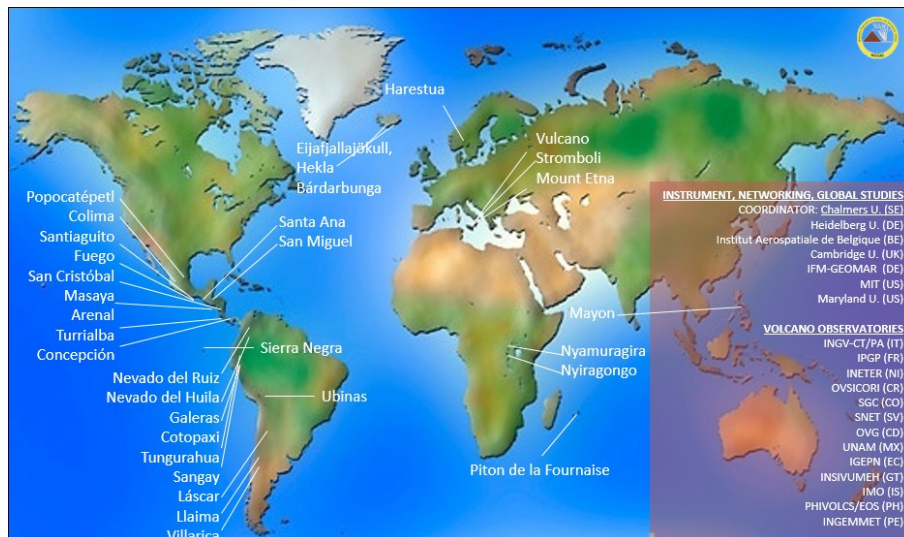 Harestua
Eijafjallajökull,
Hekla
Bárdarbunga
Vulcano
Stromboli
Mount Etna
Popocatépetl
Colima
Santiaguito
Fuego
San Cristóbal
Masaya
Arenal
Turrialba
Concepción
Santa Ana
San Miguel
Sierra Negra
Nevado del Ruiz
Nevado del Huila
Galeras
Cotopaxi
Tungurahua
Sangay
Láscar
Llaima
Villarica
Ubinas
Mayon
Nyamuragira
Nyiragongo
Piton de la Fournaise
INSTRUMENT, NETWORKING, GLOBAL STUDIES
COORDINATOR: Chalmers U. (SE)
Heidelberg U. (DE)
Institut Aerospatiale de Belgique (BE)
Cambridge U. (UK)
IFM-GEOMAR (DE)
MIT (US)
Maryland U. (US)
VOLCANO OBSERVATORIES
INGV-CT/PA (IT)
IPGP (FR)
INETER (NI)
OVSICORI (CR)
SGC (CO)
SNET (SV)
OVG (CD)
UNAM (MX)
IGEPN (EC)
INSIVUMEH (GT)
IMO (IS)
PHIVOLCS/EOS (PH)
INGEMMET (PE)